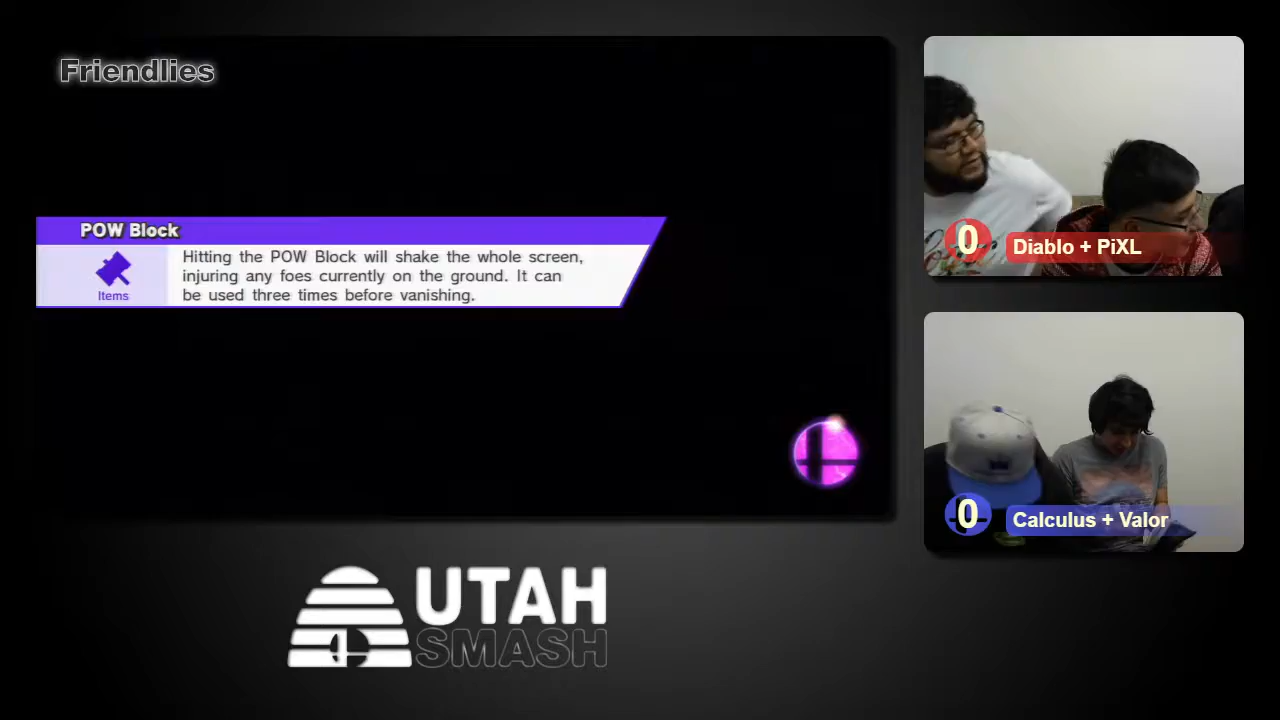 Friendlies
POW Block
Hitting the POW Block will shake the whole screen,
injuring any foes currently on the ground. It can
be used three times before vanishing.
Items
0
Diablo + PiXL
0
Calculus + Valor
UTAH
SMASH